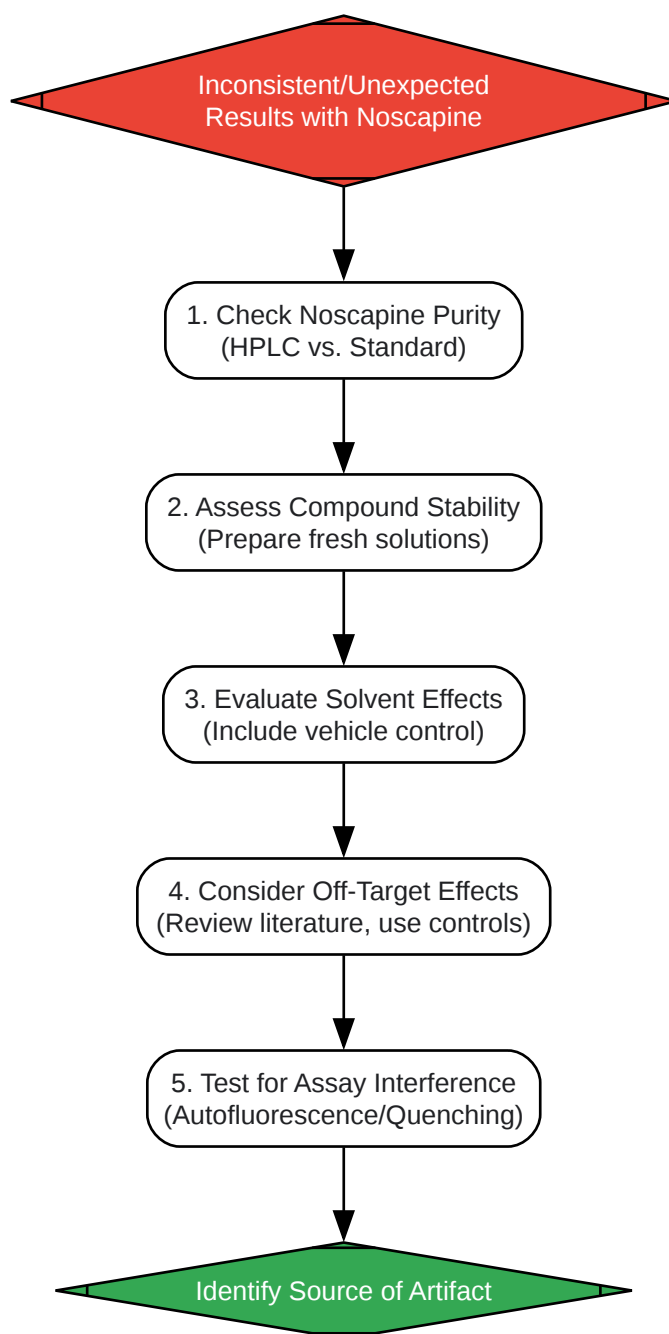 Inconsistent/Unexpected
Results with Noscapine
1. Check Noscapine Purity
(HPLC vs. Standard)
2. Assess Compound Stability
(Prepare fresh solutions)
3. Evaluate Solvent Effects
(Include vehicle control)
4. Consider Off-Target Effects
(Review literature, use controls)
5. Test for Assay Interference
(Autofluorescence/Quenching)
Identify Source of Artifact